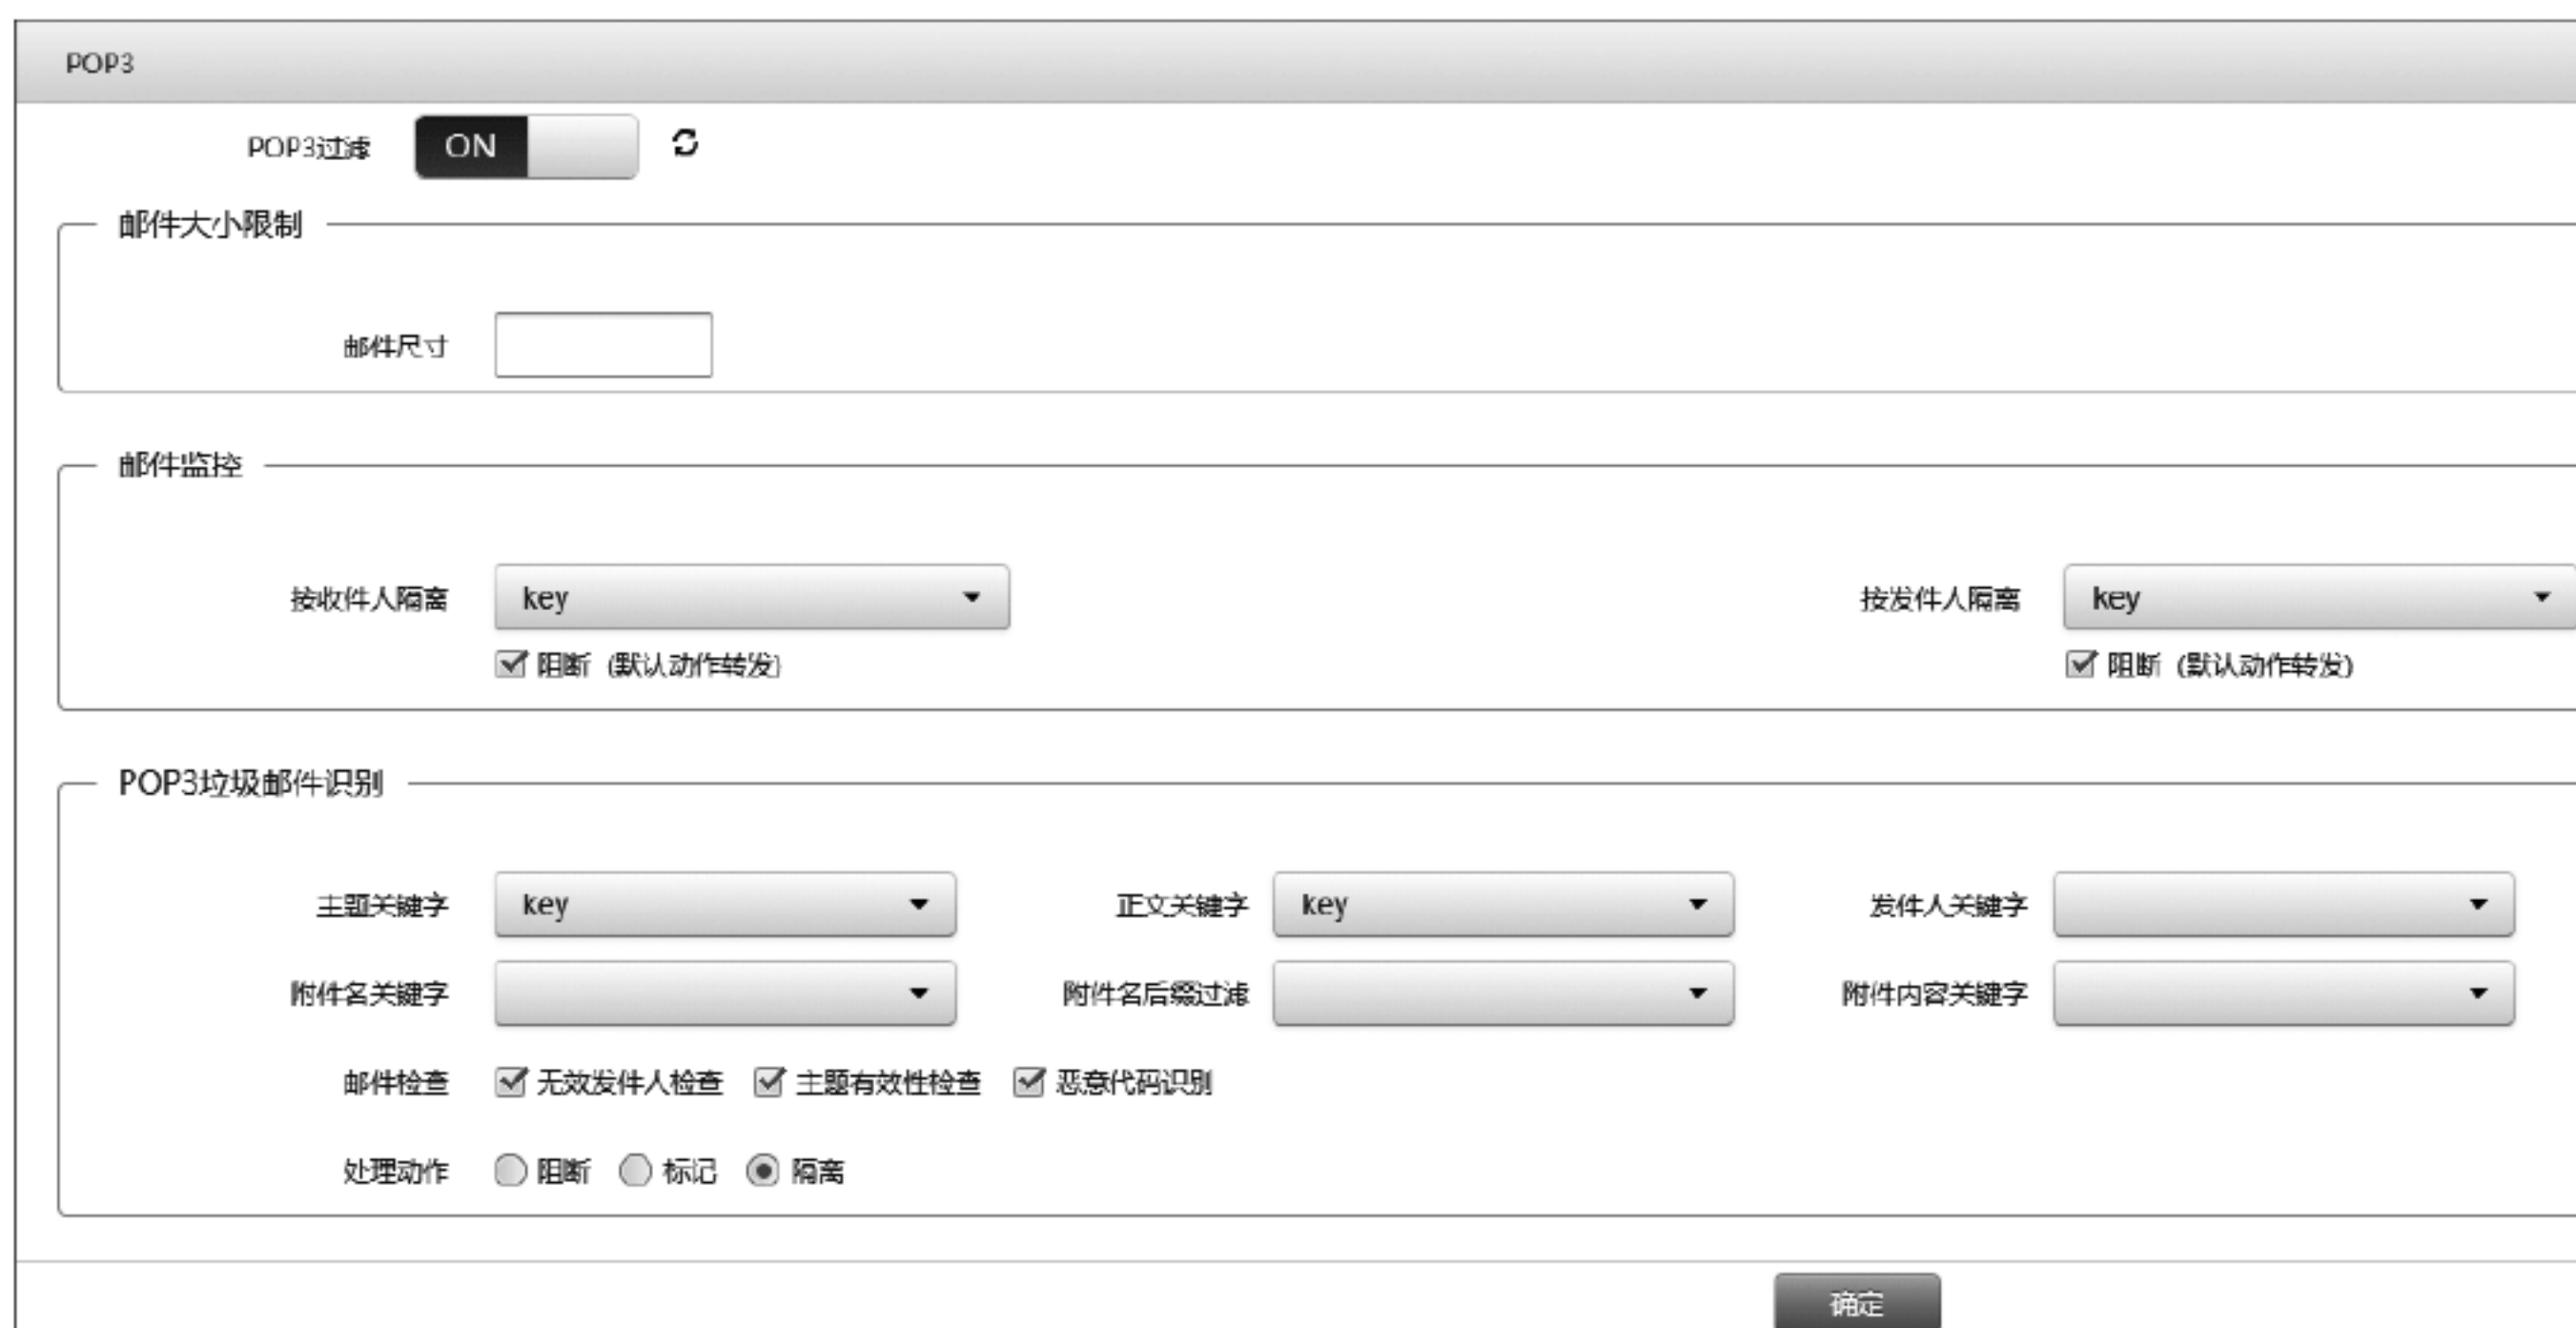 POP3
POP3过滤 ON
邮件大小限制
邮件尺寸
邮件监控
按收件人隔离 key 按发件人隔离 key
阻断 (默认动作转发) 阻断 (默认动作转发)
POP3垃圾邮件识别
主题关键字 key 正文关键字 key 发件人关键字
附件名关键字 附件名后缀过滤 附件内容关键字
邮件检查 无效发件人检查 主题有效性检查 恶意代码识别
处理动作 阻断 标记 隔离
确定